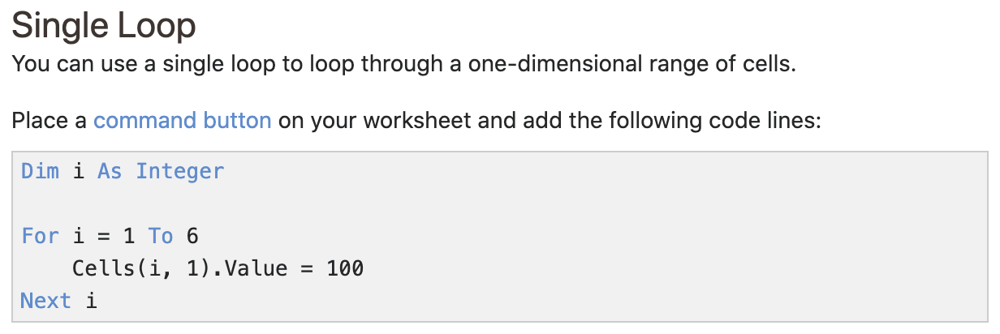 Single Loop
You can use a single loop to loop through a one-dimensional range of cells.
Place a command button on your worksheet and add the following code lines:
Dim i As Integer
For i = 1 To 6
    Cells(i, 1).Value = 100
Next i